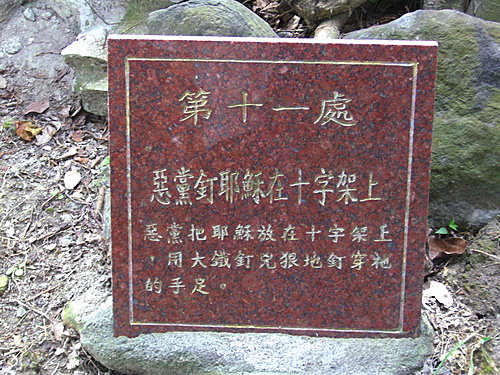 第十一處
惡黨釘耶穌在十字架上
惡黨把耶穌放在十字架上
，用大鐵釘兇狠地釘穿祂
的手足。